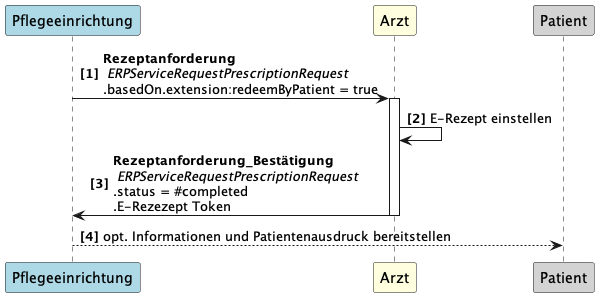 Pflegeeinrichtung Arzt Patient
Rezeptanforderung
[1] ERPServiceRequestPrescriptionRequest
.basedOn.extension:redeemByPatient = true
[2] E-Rezept einstellen
Rezeptanforderung_Bestätigung
ERPServiceRequestPrescriptionRequest
[3] .status = #completed
.E-Rezezept Token
[4] opt. Informationen und Patientenausdruck bereitstellen
Pflegeeinrichtung Arzt Patient